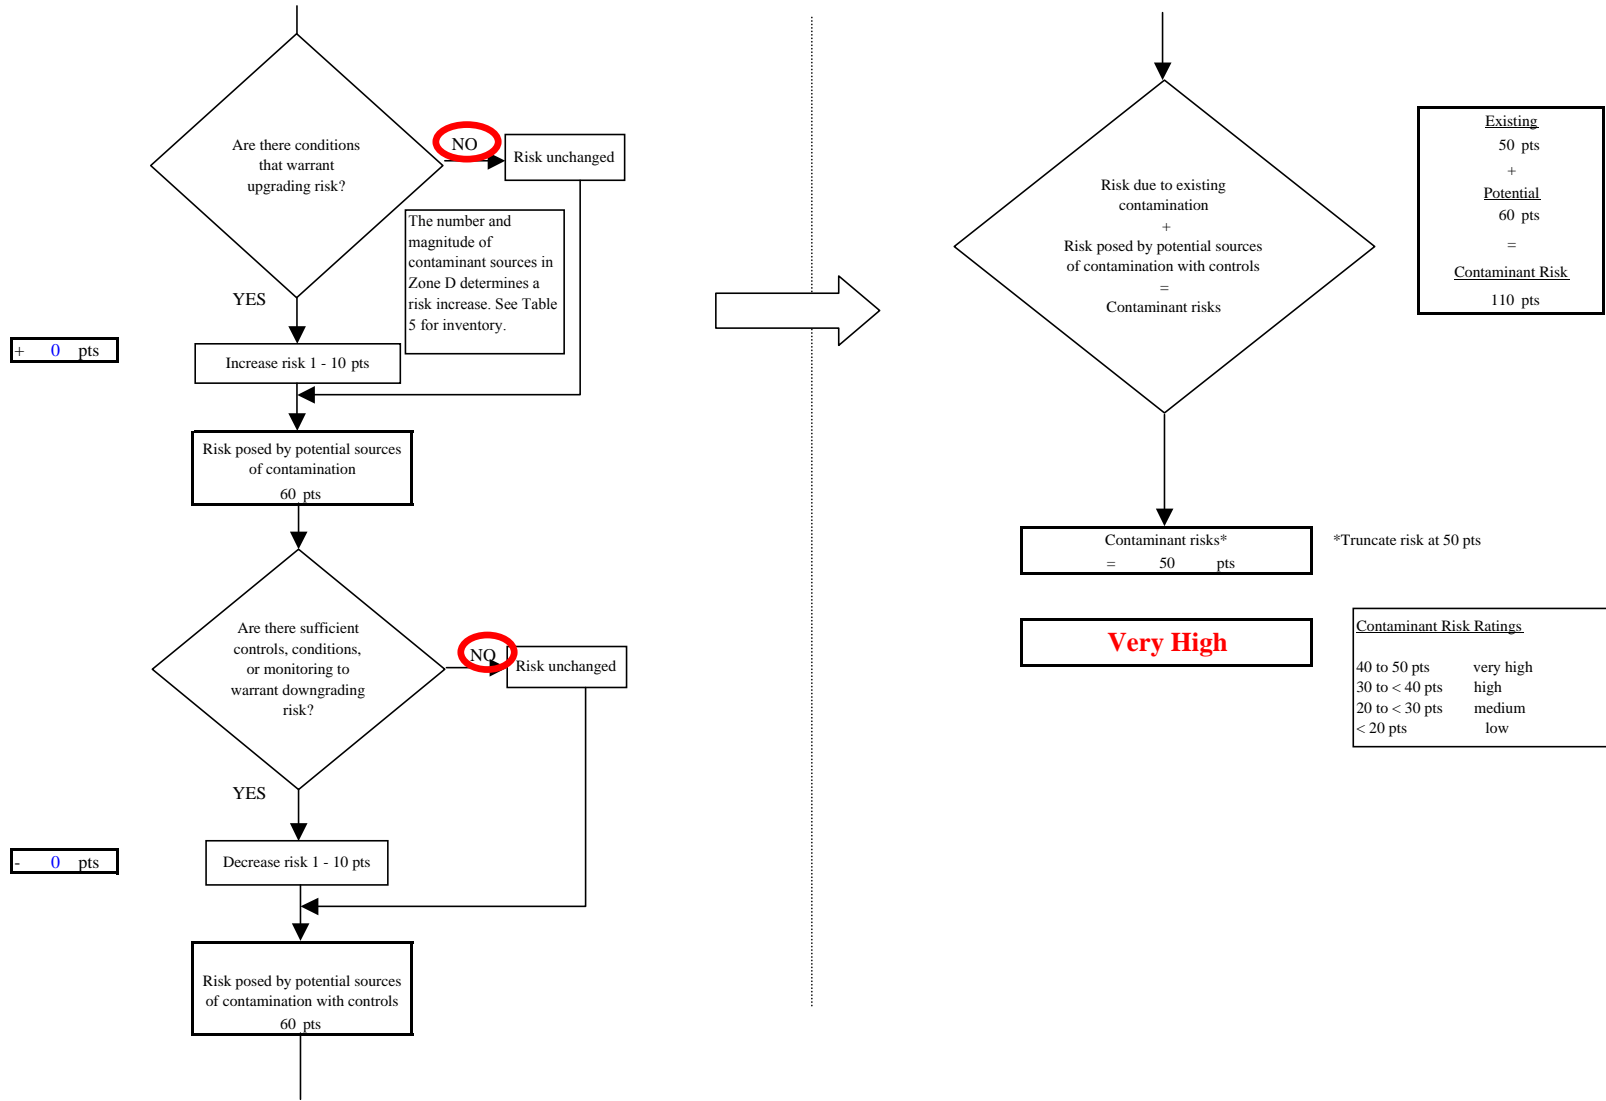 Are there conditions
that warrant
upgrading risk?
NO
Risk unchanged
The number and
magnitude of
contaminant sources in
Zone D determines a
risk increase. See Table
5 for inventory.
YES
+ 0 pts
Increase risk 1 - 10 pts
Risk posed by potential sources
of contamination
60 pts
Are there sufficient
controls, conditions,
or monitoring to
warrant downgrading
risk?
NO
Risk unchanged
YES
- 0 pts
Decrease risk 1 - 10 pts
Risk posed by potential sources
of contamination with controls
60 pts
Risk due to existing
contamination
+
Risk posed by potential sources
of contamination with controls
=
Contaminant risks
Existing
50 pts
+
Potential
60 pts
=
Contaminant Risk
110 pts
Contaminant risks*
= 50 pts
*Truncate risk at 50 pts
Very High
Contaminant Risk Ratings
40 to 50 pts very high
30 to < 40 pts high
20 to < 30 pts medium
< 20 pts low